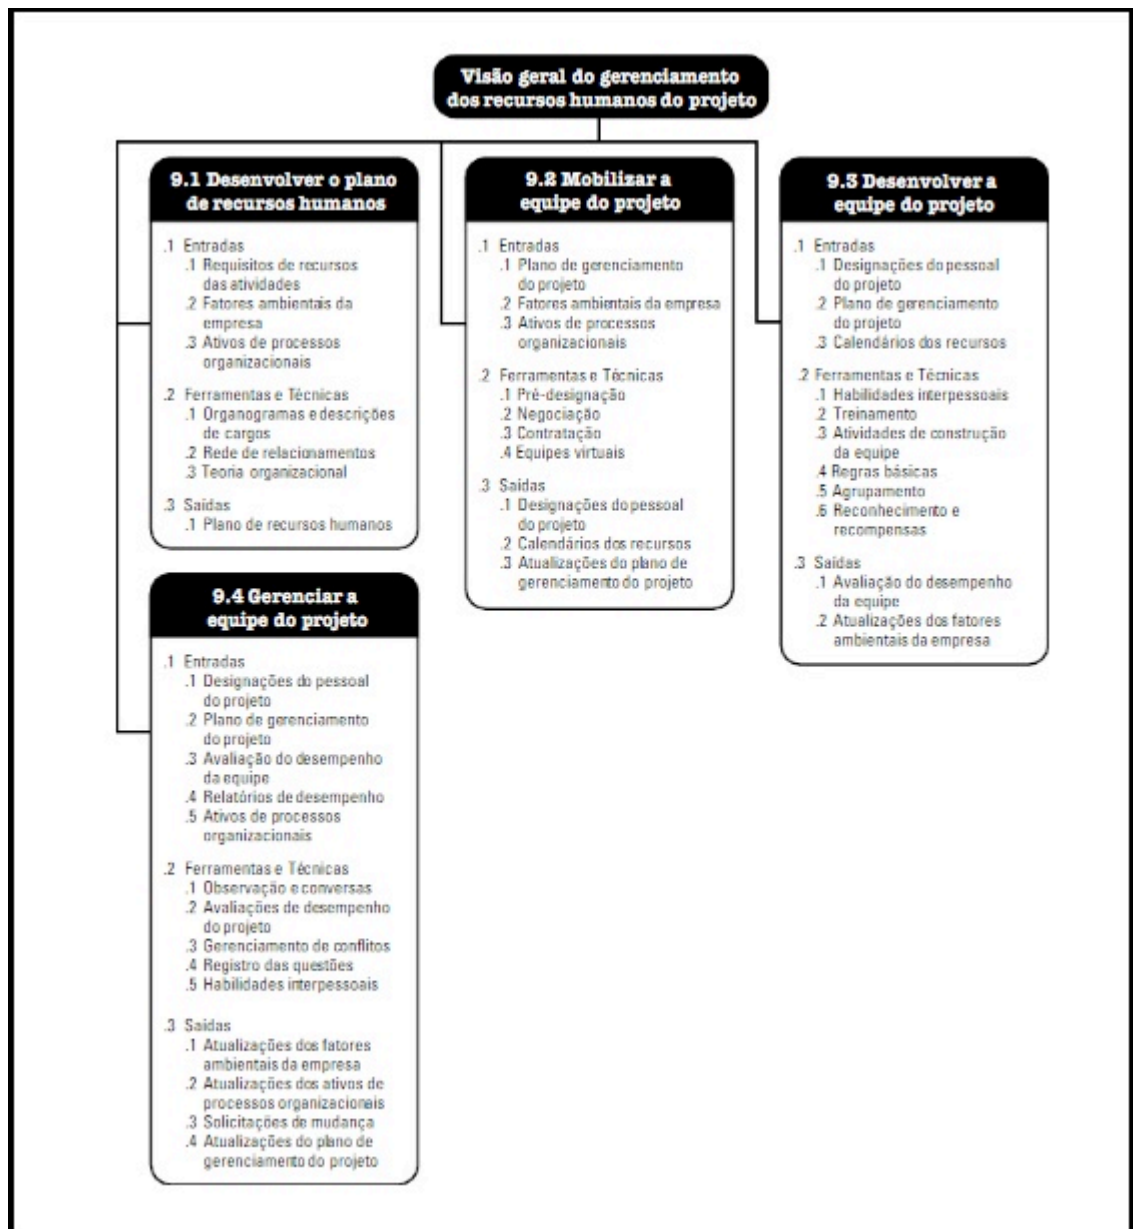 Visão geral do gerenciamento
dos recursos humanos do projeto
9.1 Desenvolver o plano
de recursos humanos
.1 Entradas
.1 Requisitos de recursos
das atividades
.2 Fatores ambientais da
empresa
.3 Ativos de processos
organizacionais
.2 Ferramentas e Técnicas
.1 Organogramas e descrições
de cargos
.2 Rede de relacionamentos
.3 Teoria organizacional
.3 Saídas
.1 Plano de recursos humanos
9.2 Mobilizar a
equipe do projeto
.1 Entradas
.1 Plano de gerenciamento
do projeto
.2 Fatores ambientais da empresa
.3 Ativos de processos
organizacionais
.2 Ferramentas e Técnicas
.1 Pré-designação
.2 Negociação
.3 Contratação
.4 Equipes virtuais
.3 Saídas
.1 Designações do pessoal
do projeto
.2 Calendários dos recursos
.3 Atualizações do plano de
gerenciamento do projeto
9.3 Desenvolver a
equipe do projeto
.1 Entradas
.1 Designações do pessoal
do projeto
.2 Plano de gerenciamento
do projeto
.3 Calendários dos recursos
.2 Ferramentas e Técnicas
.1 Habilidades interpessoais
.2 Treinamento
.3 Atividades de construção
da equipe
.4 Regras básicas
.5 Agrupamento
.6 Reconhecimento e
recompensas
.3 Saídas
.1 Avaliação do desempenho
da equipe
.2 Atualizações dos fatores
ambientais da empresa
9.4 Gerenciar a
equipe do projeto
.1 Entradas
.1 Designações do pessoal
do projeto
.2 Plano de gerenciamento
do projeto
.3 Avaliação do desempenho
da equipe
.4 Relatórios de desempenho
.5 Ativos de processos
organizacionais
.2 Ferramentas e Técnicas
.1 Observação e conversas
.2 Avaliações de desempenho
do projeto
.3 Gerenciamento de conflitos
.4 Registro das questões
.5 Habilidades interpessoais
.3 Saídas
.1 Atualizações dos fatores
ambientais da empresa
.2 Atualizações dos ativos de
processos organizacionais
.3 Solicitações de mudança
.4 Atualizações do plano de
gerenciamento do projeto